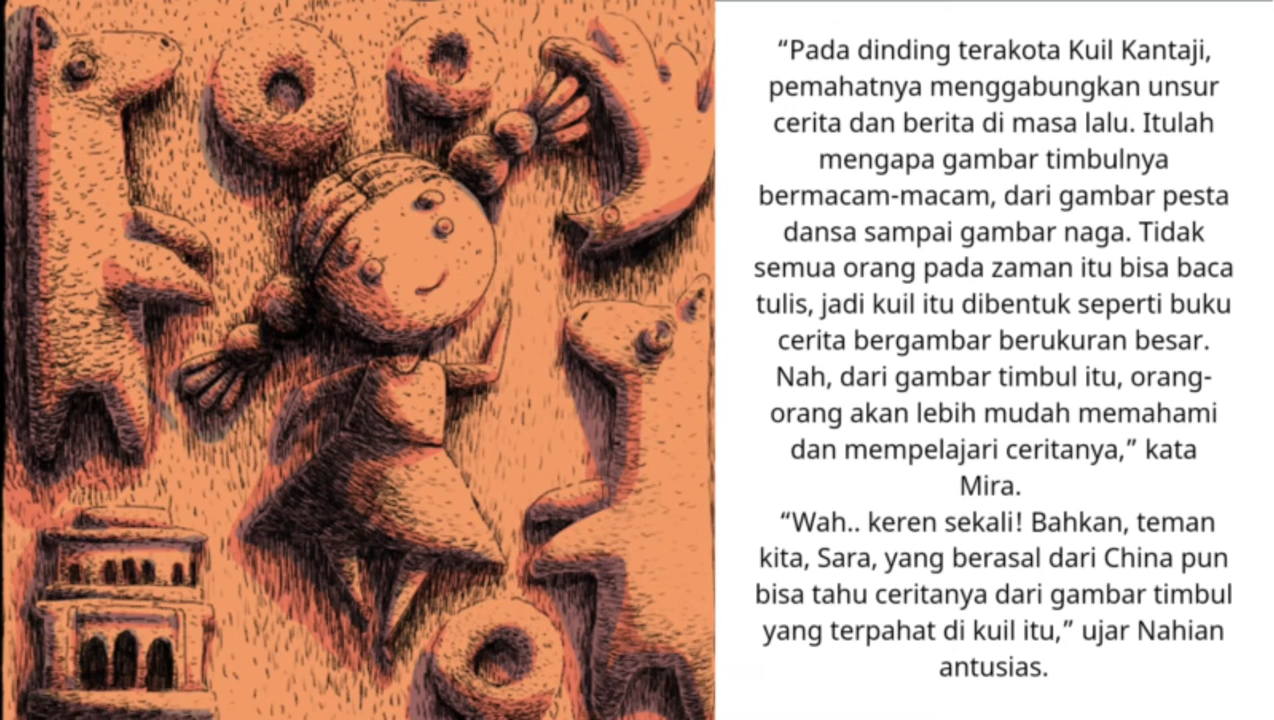 “Pada dinding terakota Kuil Kantaji,
pemahatnya menggabungkan unsur
cerita dan berita di masa lalu. Itulah
mengapa gambar timbulnya
bermacam-macam, dari gambar pesta
dansa sampai gambar naga. Tidak
semua orang pada zaman itu bisa baca
tulis, jadi kuil itu dibentuk seperti buku
cerita bergambar berukuran besar.
Nah, dari gambar timbul itu, orang-
orang akan lebih mudah memahami
dan mempelajari ceritanya,” kata
Mira.
“Wah.. keren sekali! Bahkan, teman
kita, Sara, yang berasal dari China pun
bisa tahu ceritanya dari gambar timbul
yang terpahat di kuil itu,” ujar Nahian
antusias.